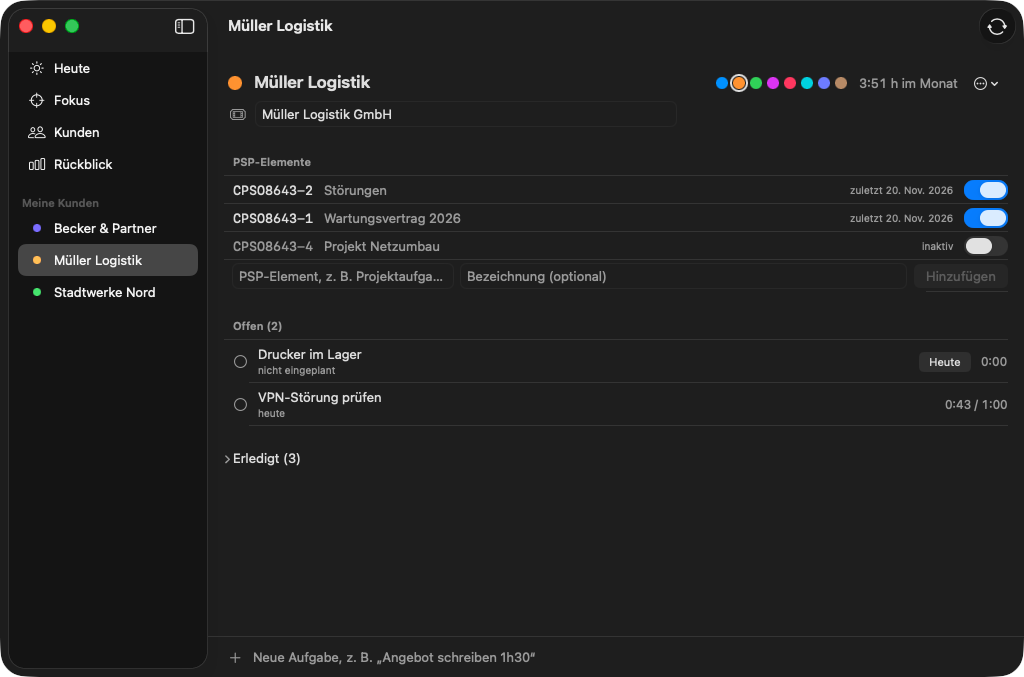 Müller Logistik
Heute
Fokus
Kunden
Rückblick
Meine Kunden
Becker & Partner
Müller Logistik
Stadtwerke Nord
Müller Logistik
3:51 h im Monat
Müller Logistik GmbH
PSP-Elemente
CPSO8643–2 Störungen zuletzt 20. Nov. 2026
CPSO8643–1 Wartungsvertrag 2026 zuletzt 20. Nov. 2026
CPSO8643–4 Projekt Netzumbau inaktiv
PSP-Element, z. B. Projektaufga... Bezeichnung (optional) Hinzufügen
Offen (2)
Drucker im Lager
nicht eingeplant
Heute 0:00
VPN-Störung prüfen
heute
0:43 / 1:00
Erledigt (3)
Neue Aufgabe, z. B. „Angebot schreiben 1h30“